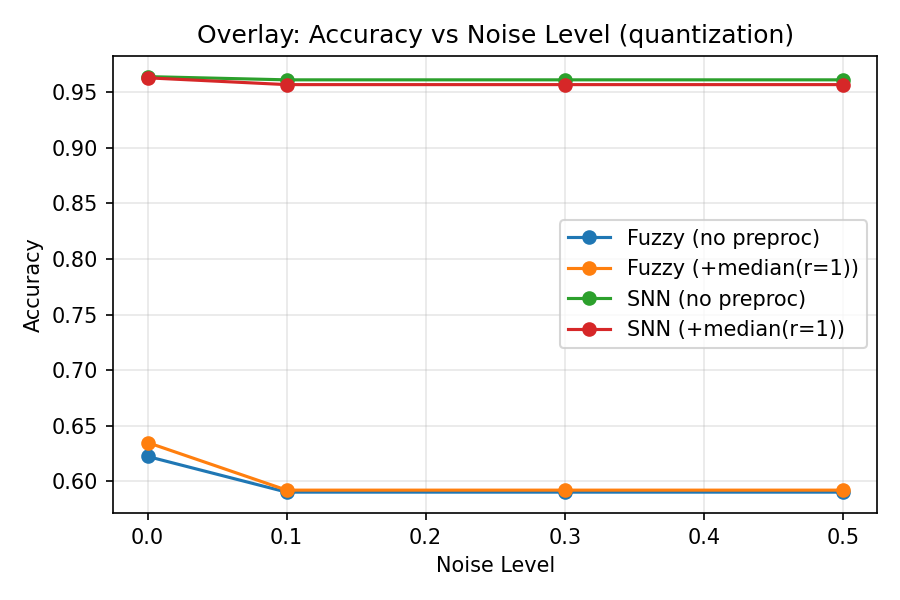 Overlay: Accuracy vs Noise Level (quantization)
Accuracy
0.95
0.90
0.85
0.80
0.75
0.70
0.65
0.60
Fuzzy (no preproc)
Fuzzy (+median(r=1))
SNN (no preproc)
SNN (+median(r=1))
0.0 0.1 0.2 0.3 0.4 0.5
Noise Level